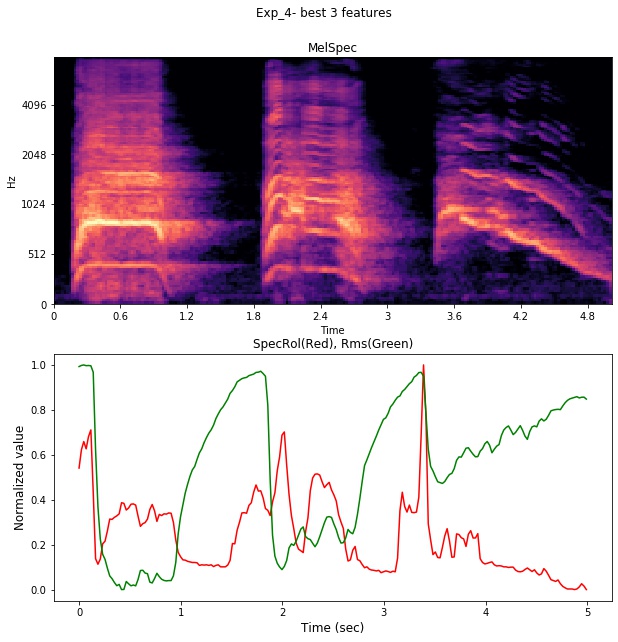 Exp_4- best 3 features
MelSpec
4096
2048
1024
512
0
Hz
0 0.6 1.2 1.8 2.4 3 3.6 4.2 4.8
Time
SpecRol(Red), Rms(Green)
1.0
0.8
0.6
0.4
0.2
0.0
Normalized value
0 1 2 3 4 5
Time (sec)